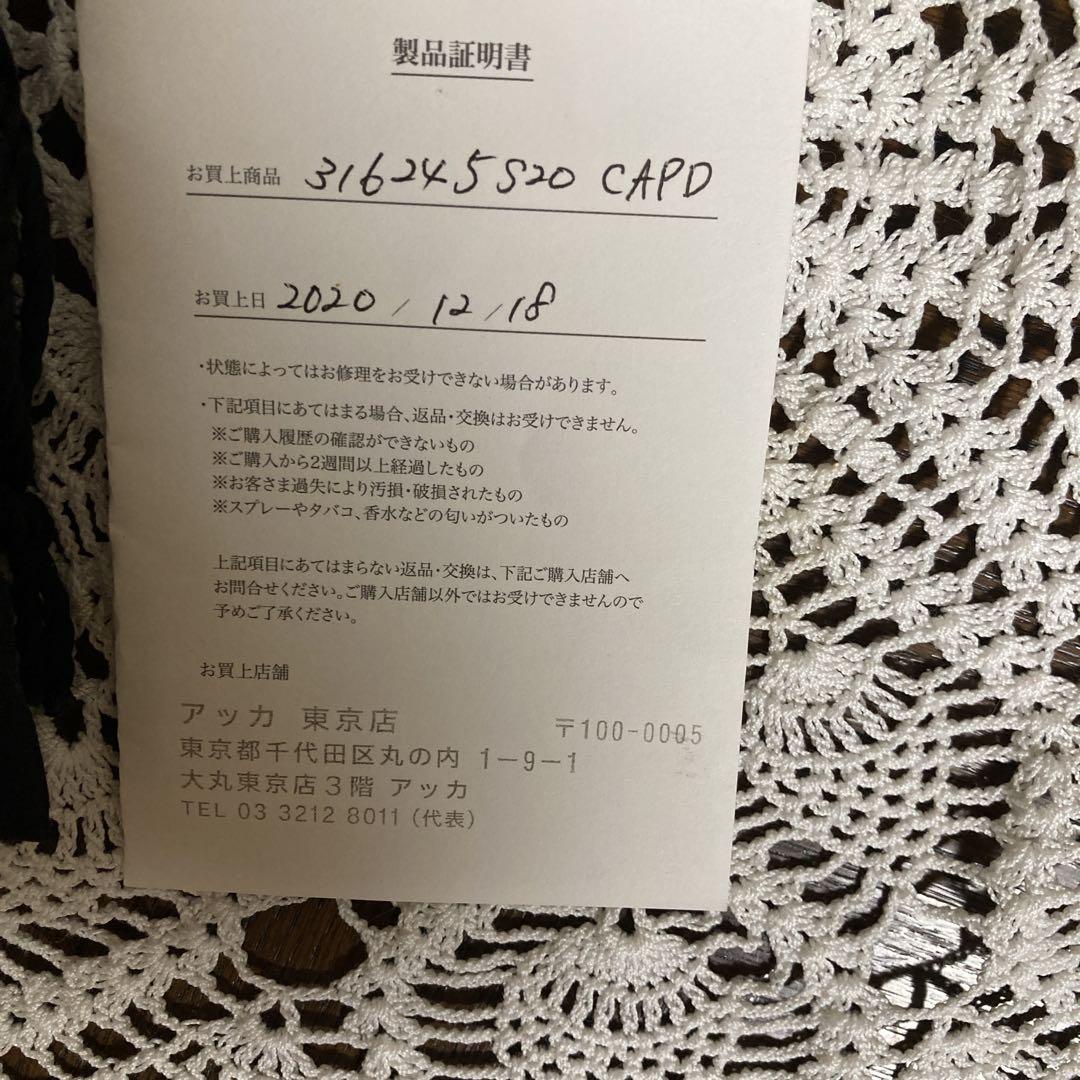 製品証明書
お買上商品 316245 S20 CAPD
お買上日 2020 / 12 / 18
・状態によってはお修理をお受けできない場合があります。
・下記項目にあてはまる場合、返品・交換はお受けできません。
※ご購入履歴の確認ができないもの
※ご購入から2週間以上経過したもの
※お客さま過失により汚損・破損されたもの
※スプレーやタバコ、香水などの匂いがついたもの
上記項目にあてはまらない返品・交換は、下記ご購入店舗へ
お問合せください。ご購入店舗以外ではお受けできませんので
予めご了承ください。
お買上店舗
アッカ 東京店 〒100-0005
東京都千代田区丸の内 1-9-1
大丸東京店3階 アッカ
TEL 03 3212 8011 (代表)